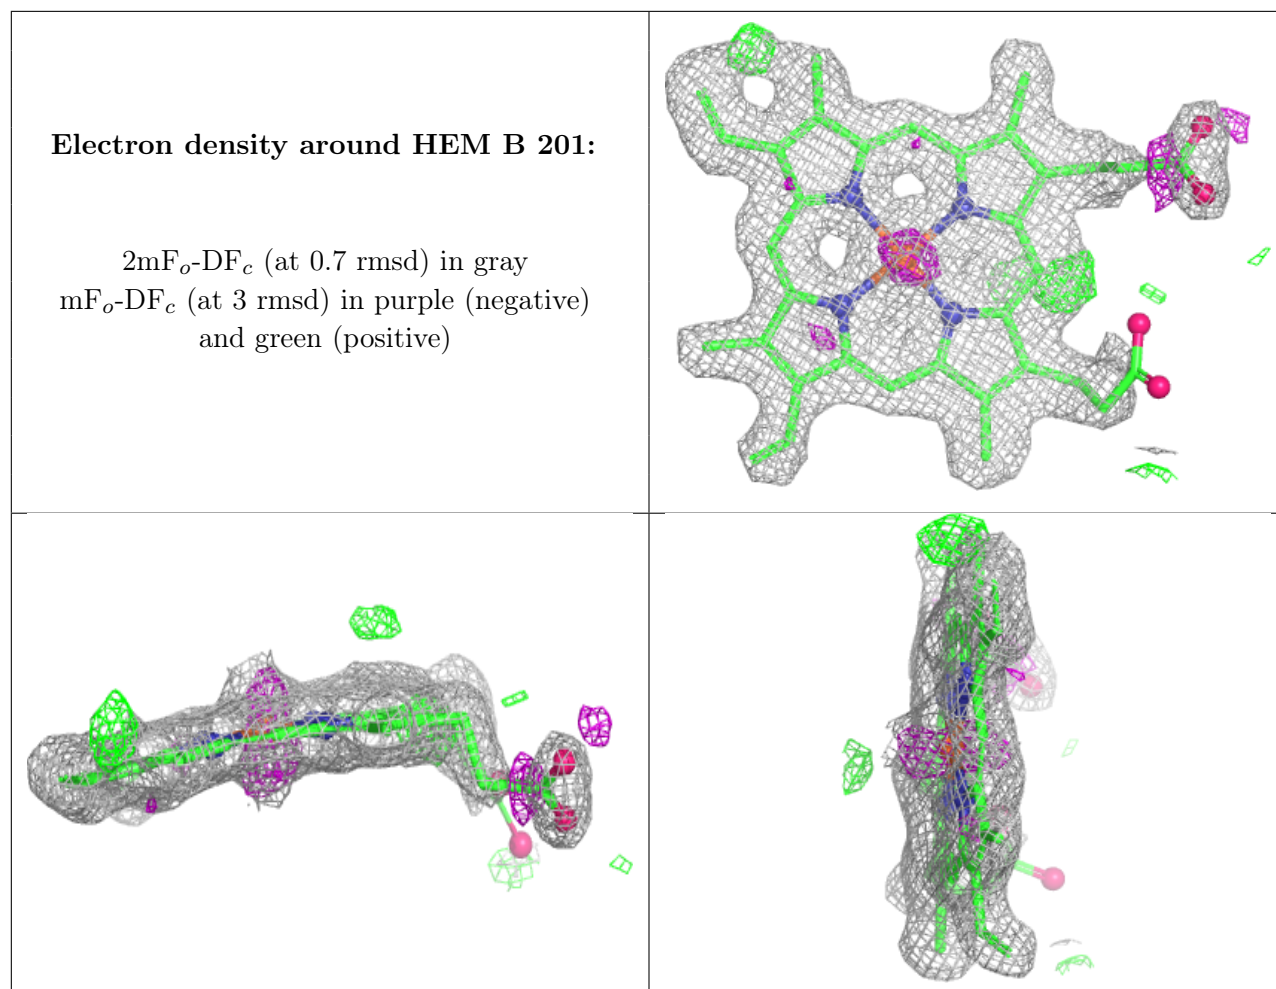 Electron density around HEM B 201:
2mFo-DFc (at 0.7 rmsd) in gray
mFo-DFc (at 3 rmsd) in purple (negative)
and green (positive)